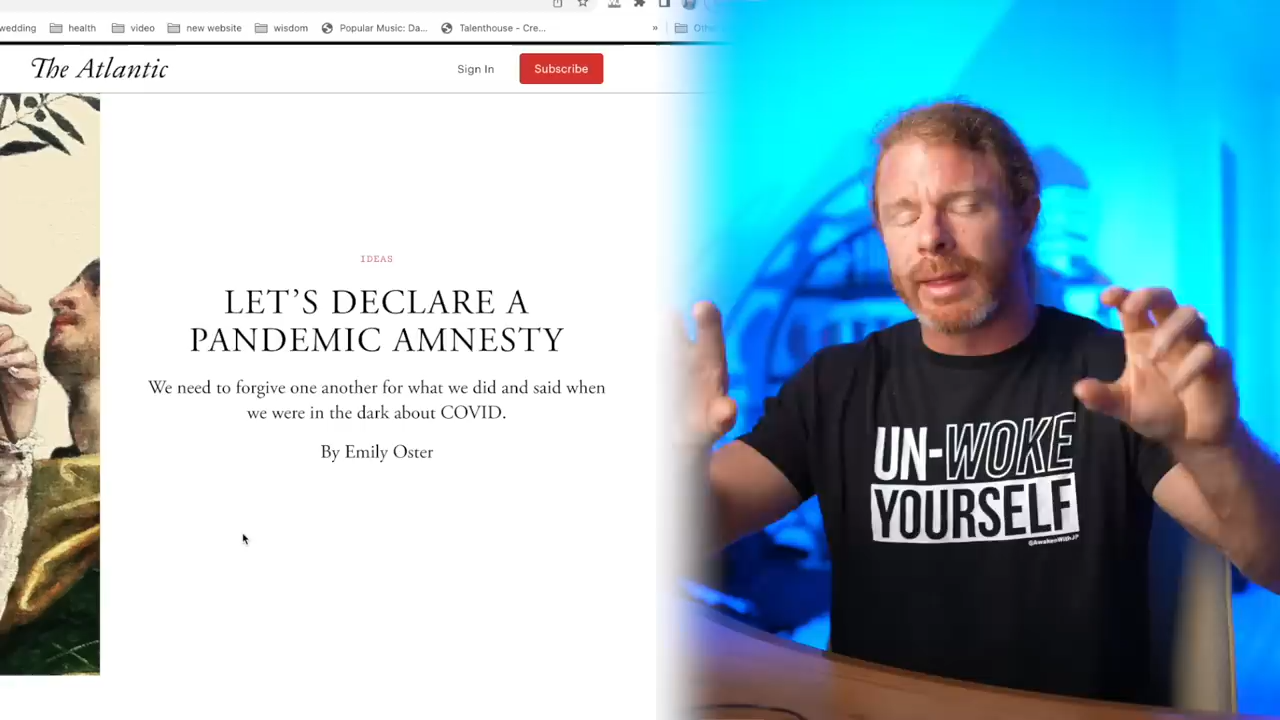 wedding
health
video
new website
wisdom
Popular Music: Da...
Talenthouse - Cre...
»
The Atlantic
Sign In
Subscribe
IDEAS
LET'S DECLARE A
PANDEMIC AMNESTY
We need to forgive one another for what we did and said when
we were in the dark about COVID.
By Emily Oster
UN-WOKE
YOURSELF
@AwakenWithJP